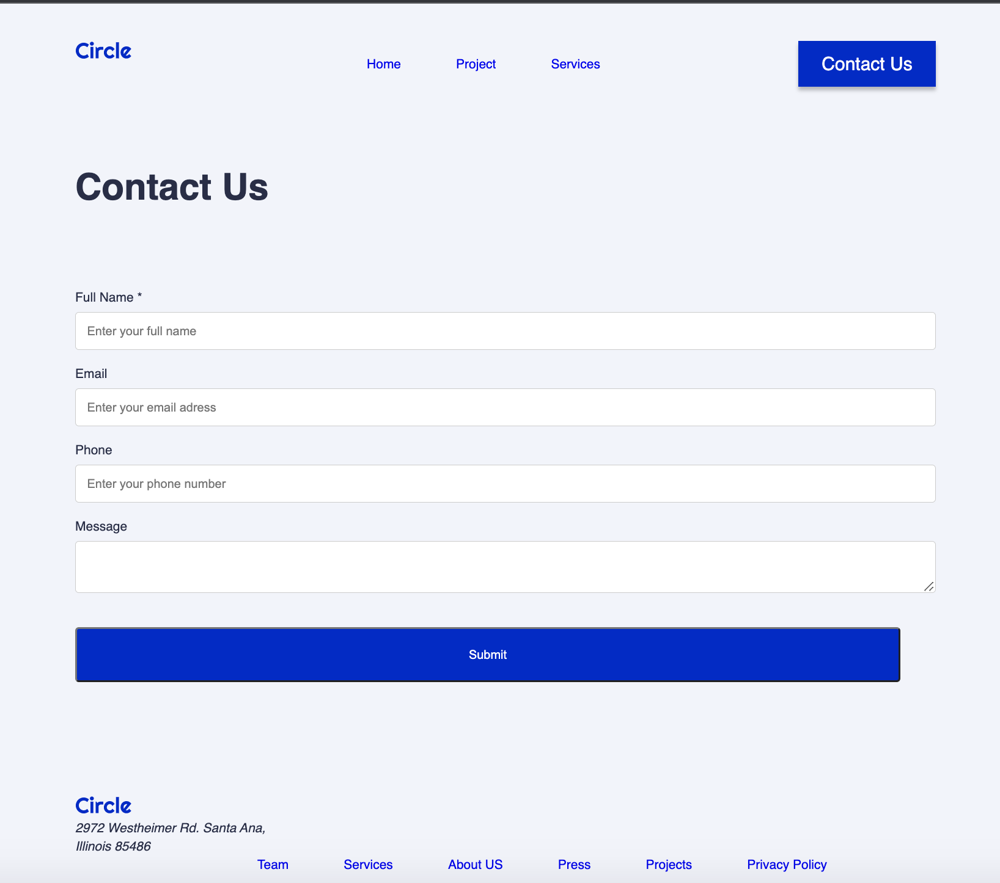 Circle
Home Project Services
Contact Us
Contact Us
Full Name *
Enter your full name
Email
Enter your email adress
Phone
Enter your phone number
Message
Submit
Circle
2972 Westheimer Rd. Santa Ana,
Illinois 85486
Team Services About US Press Projects Privacy Policy